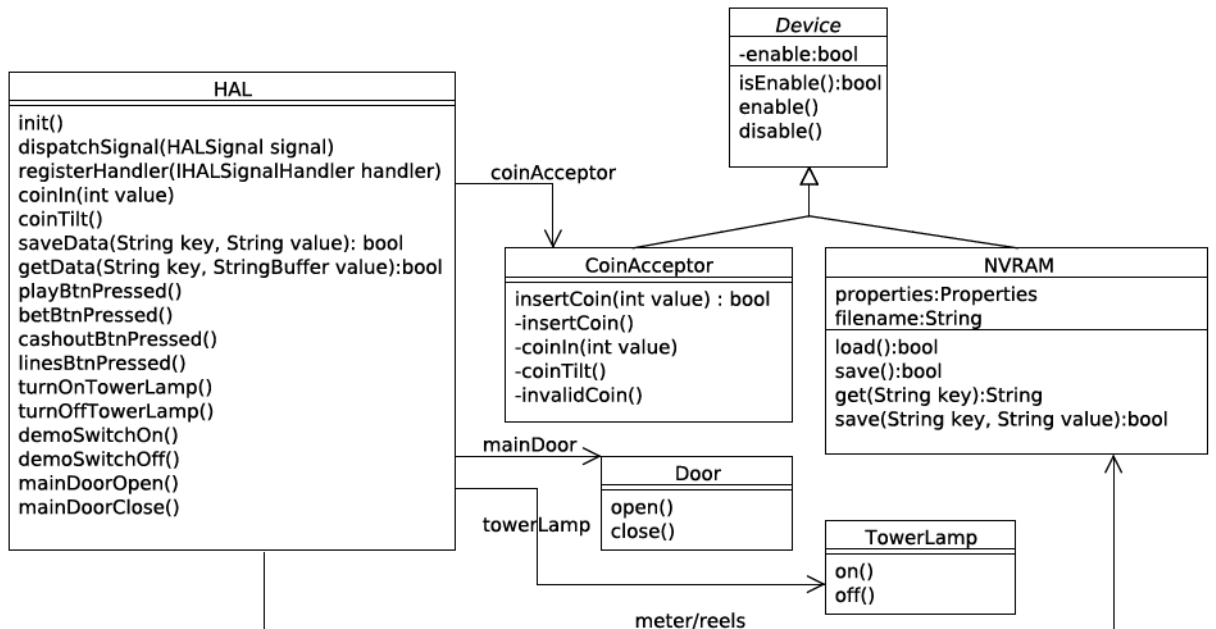 Device
-enable:bool
isEnable():bool
enable()
disable()
HAL
init()
dispatchSignal(HALSignal signal)
registerHandler(IHALSignalHandler handler)
coinIn(int value)
coinTilt()
saveData(String key, String value): bool
getData(String key, StringBuffer value):bool
playBtnPressed()
betBtnPressed()
cashoutBtnPressed()
linesBtnPressed()
turnOnTowerLamp()
turnOffTowerLamp()
demoSwitchOn()
demoSwitchOff()
mainDoorOpen()
mainDoorClose()
coinAcceptor
CoinAcceptor
insertCoin(int value) : bool
-insertCoin()
-coinIn(int value)
-coinTilt()
-invalidCoin()
NVRAM
properties:Properties
filename:String
load():bool
save():bool
get(String key):String
save(String key, String value):bool
mainDoor
Door
open()
close()
towerLamp
TowerLamp
on()
off()
meter/reels